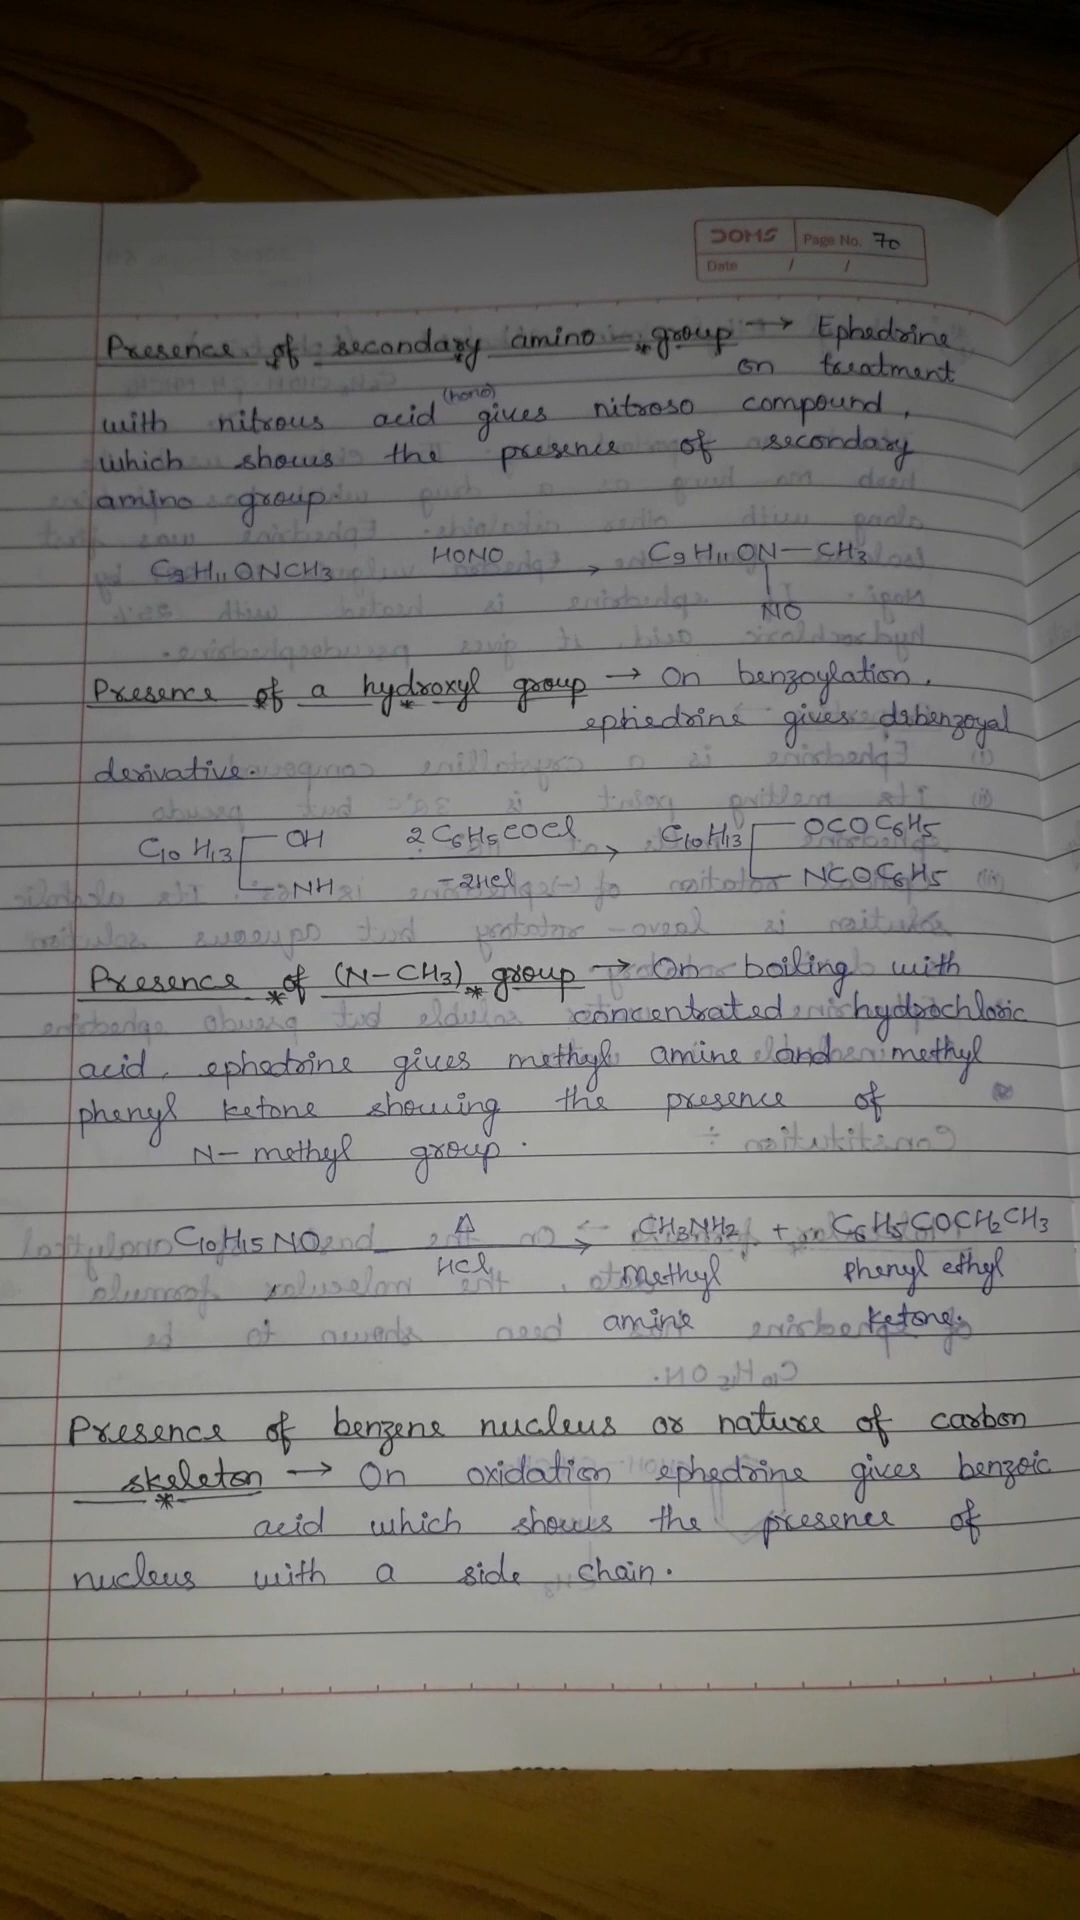 DOMS Page No. 70
Date / /
Presence of secondary amino - group → Ephedrine
on treatment
(hono)
with nitrous acid gives nitroso compound,
which shows the presence of secondary
amino group.
C9H11ONCH3 HONO → C9H11ON-CH3
NO
Presence of a hydroxyl group → On benzoylation,
ephedrine gives dibenzoyal
derivative.
C10H13 OH 2C6H5COCl → C10H13 OCOC6H5
NH -2HCl NCOC6H5
Presence of (N-CH3) group → On boiling with
concentrated hydrochloric
acid, ephedrine gives methyl amine and methyl
phenyl ketone showing the presence of
N- methyl group.
C10H15NO Δ → CH3NH2 + C6H5COCH2CH3
HCl Methyl phenyl ethyl
amine ketone.
Presence of benzene nucleus or nature of carbon
skeleton → On oxidation ephedrine gives benzoic
acid which shows the presence of
nucleus with a side chain.